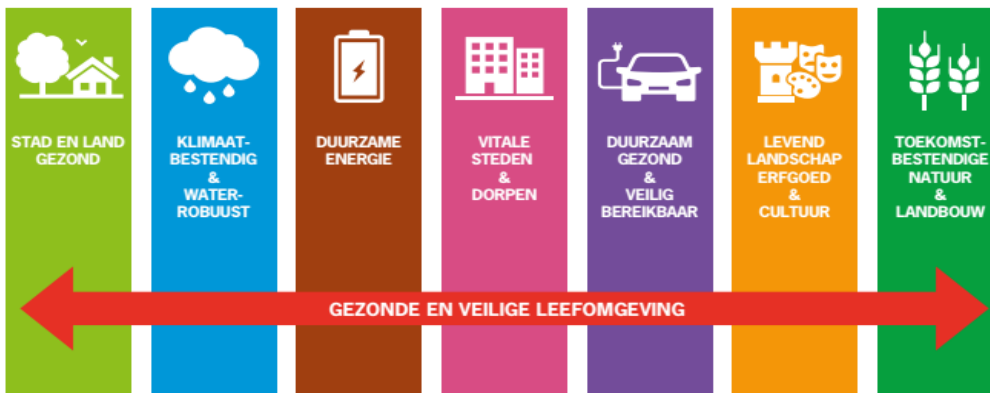 STAD EN LAND
GEZOND
KLIMAAT-
BESTENDIG
&
WATER-
ROBUUST
DUURZAME
ENERGIE
VITALE
STEDEN
&
DORPEN
DUURZAAM
GEZOND
&
VEILIG
BEREIKBAAR
LEVEND
LANDSCHAP
ERFGOED
&
CULTUUR
TOEKOMST-
BESTENDIGE
NATUUR
&
LANDBOUW
GEZONDE EN VEILIGE LEEFOMGEVING